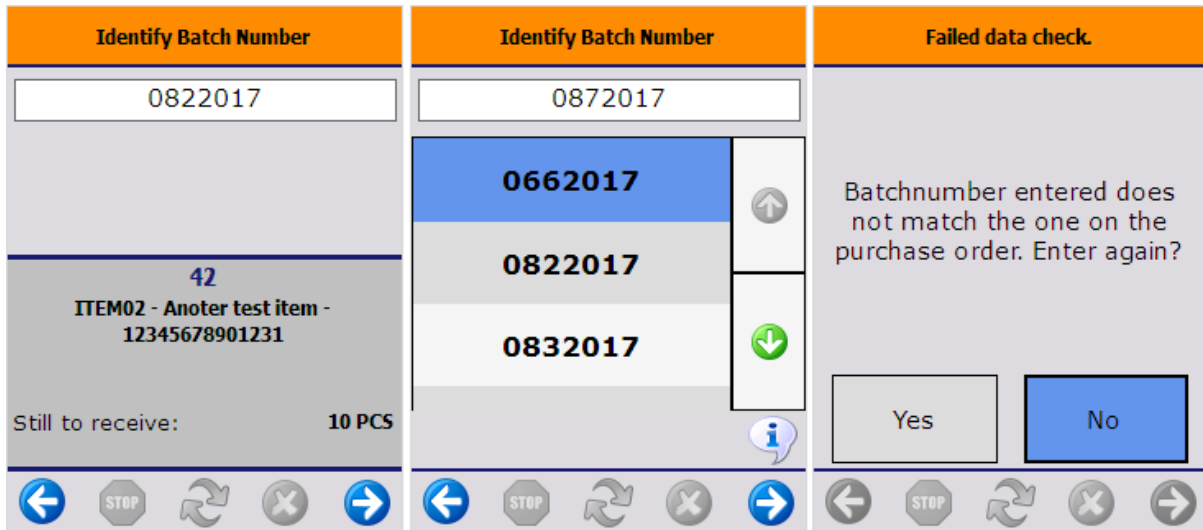 Identify Batch Number
0822017
42
ITEM02 - Anoter test item -
12345678901231
Still to receive: 10 PCS
STOP
Identify Batch Number
0872017
0662017
0822017
0832017
STOP
Failed data check.
Batchnumber entered does
not match the one on the
purchase order. Enter again?
Yes No
STOP